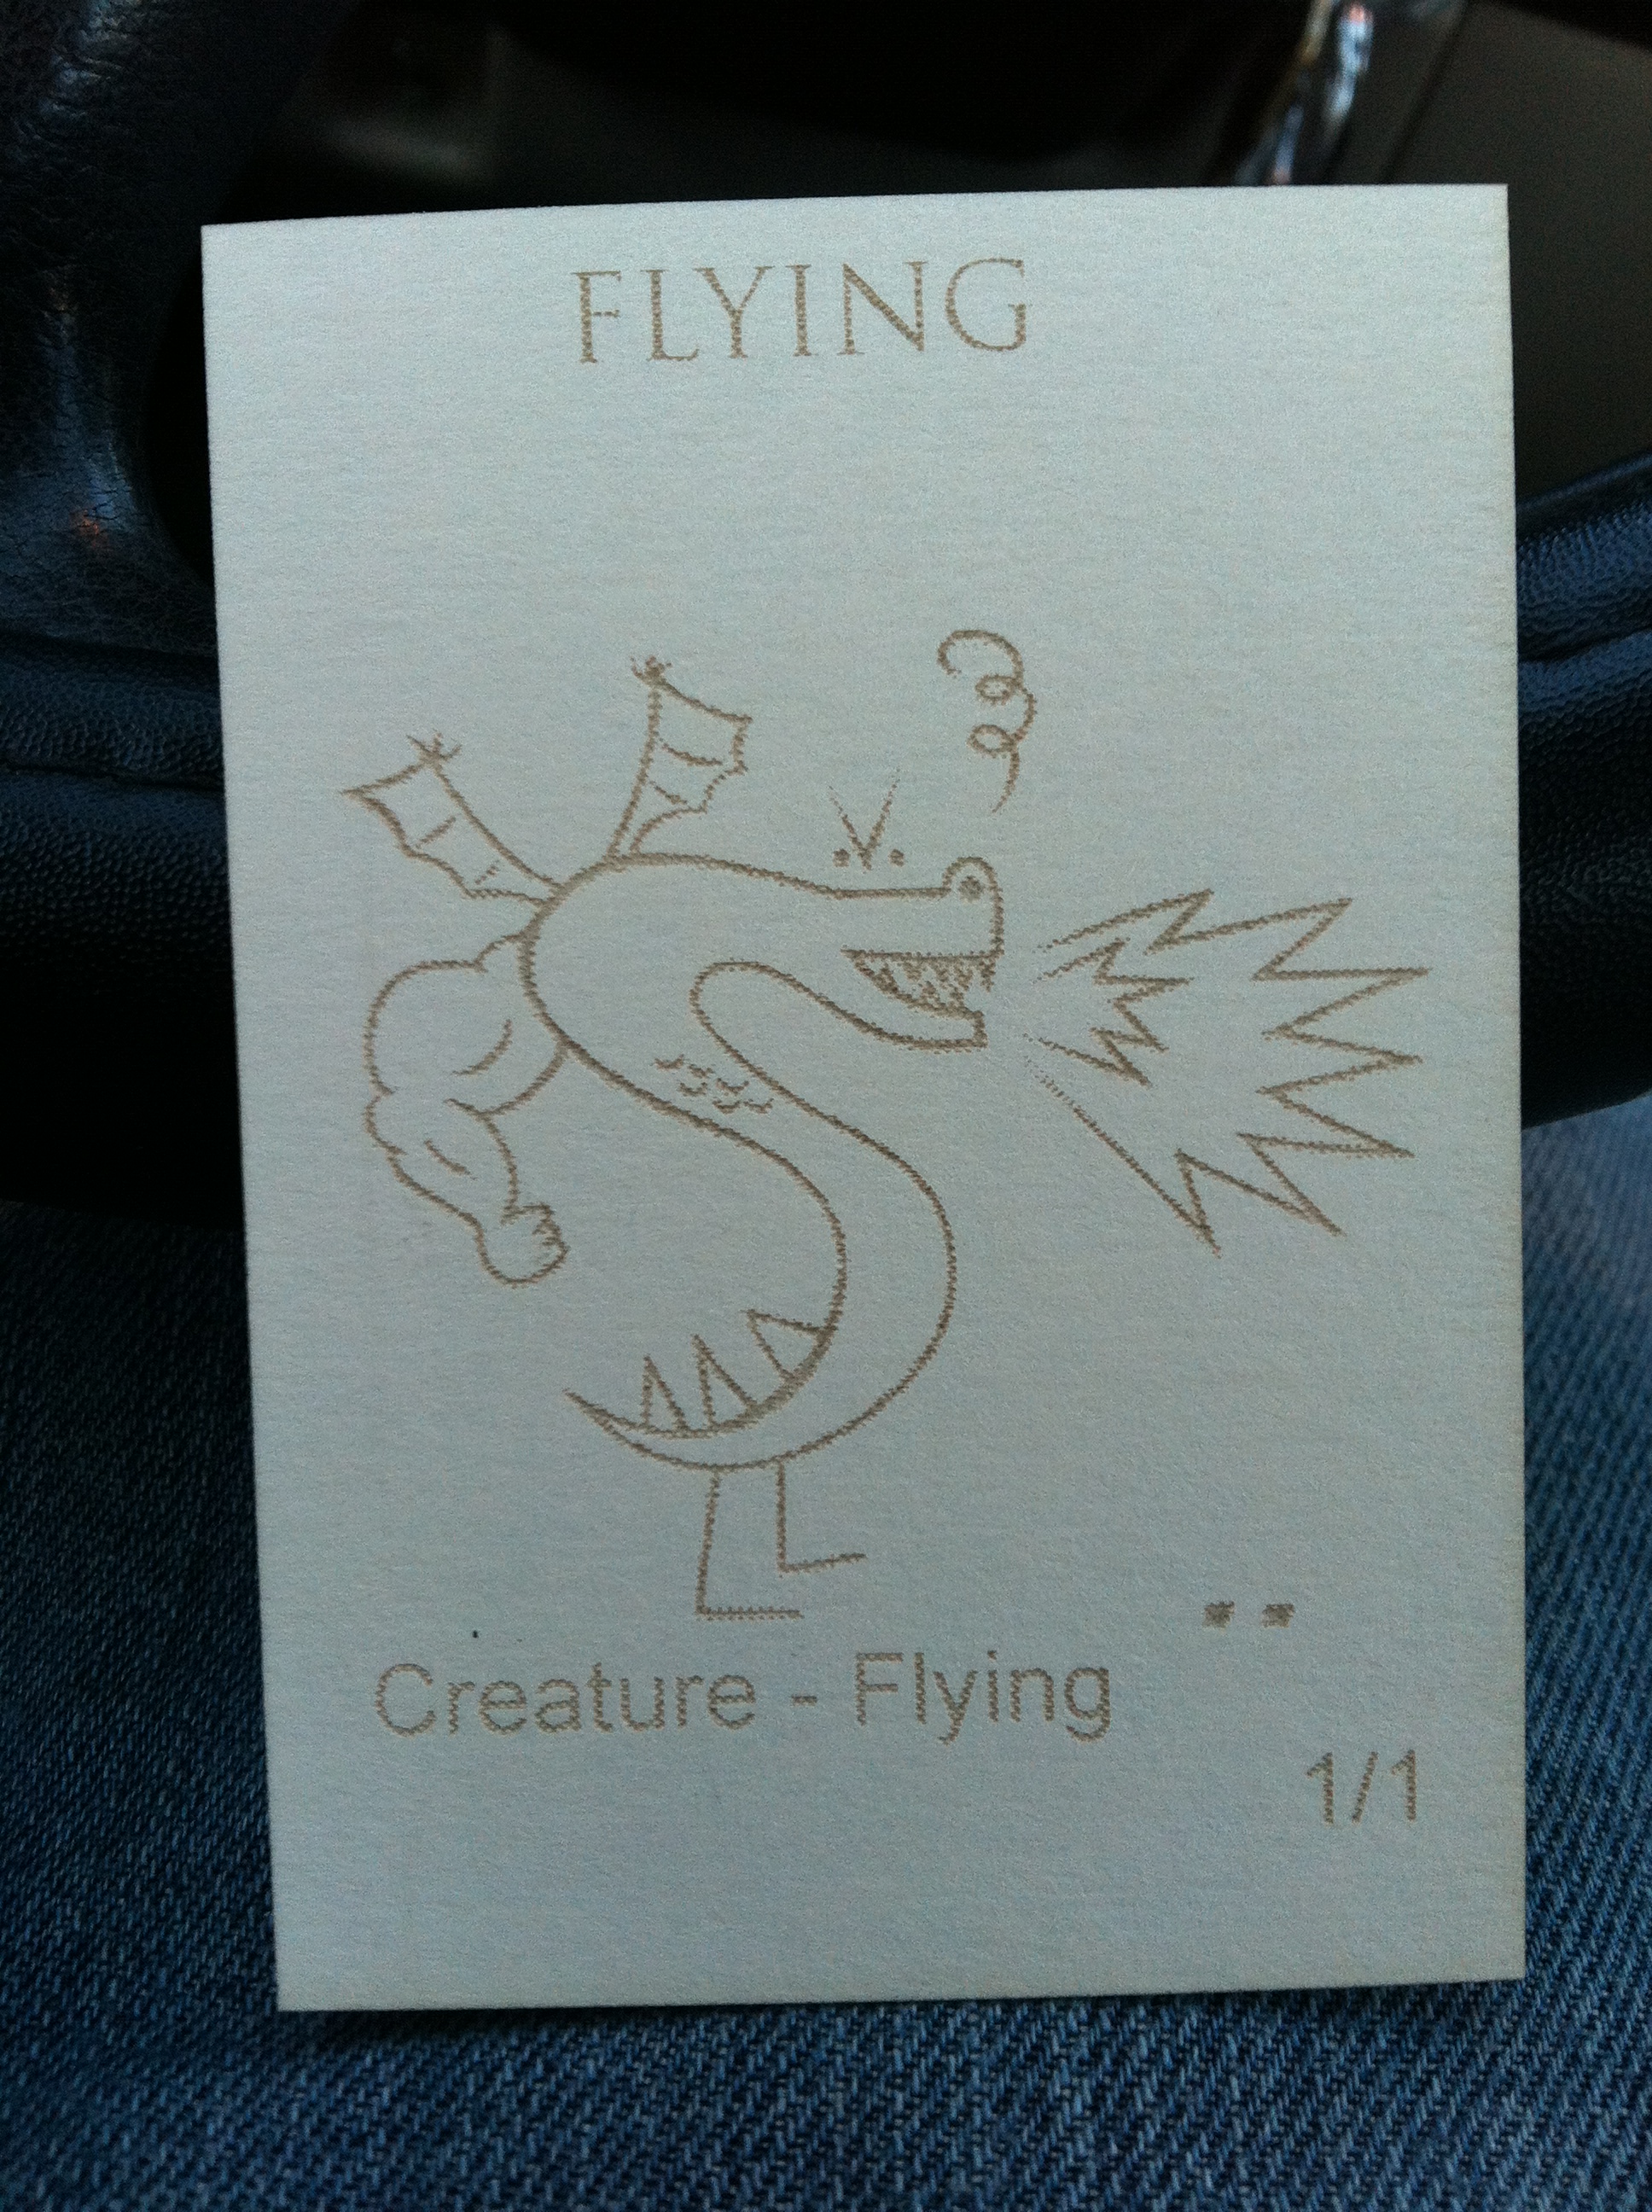 FLYING
Creature - Flying
1/1